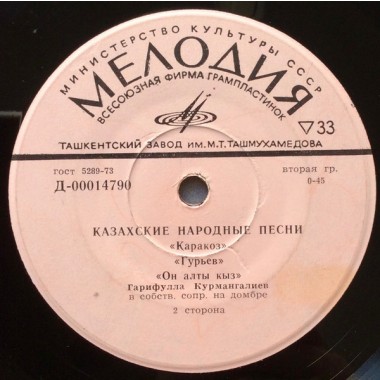 МИНИСТЕРСТВО КУЛЬТУРЫ СССР
МЕЛОДИЯ
ВСЕСОЮЗНАЯ ФИРМА ГРАМПЛАСТИНОК
▽33
ТАШКЕНТСКИЙ ЗАВОД ИМ. М.Т. ТАШМУХАМЕДОВА
гост 5289-73
вторая гр.
Д-00014790
0-45
КАЗАХСКИЕ НАРОДНЫЕ ПЕСНИ
«Каракоз»
«Гурьев»
«Он алты кыз»
Гарифулла Курмангалиев
в собств. сопр. на домбре
2 сторона